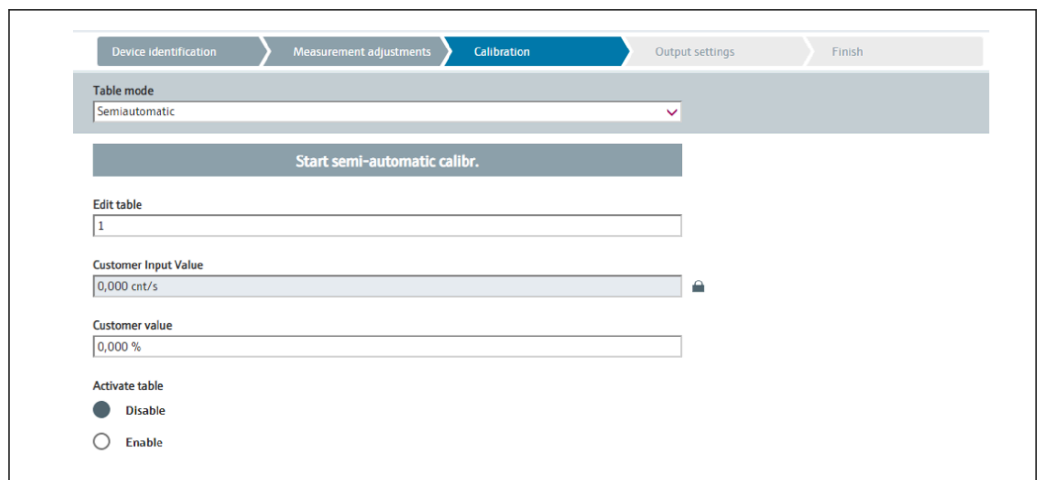 Device identification Measurement adjustments Calibration Output settings Finish
Table mode
Semiautomatic
Start semi-automatic calibr.
Edit table
1
Customer Input Value
0,000 cnt/s
Customer value
0,000 %
Activate table
Disable
Enable